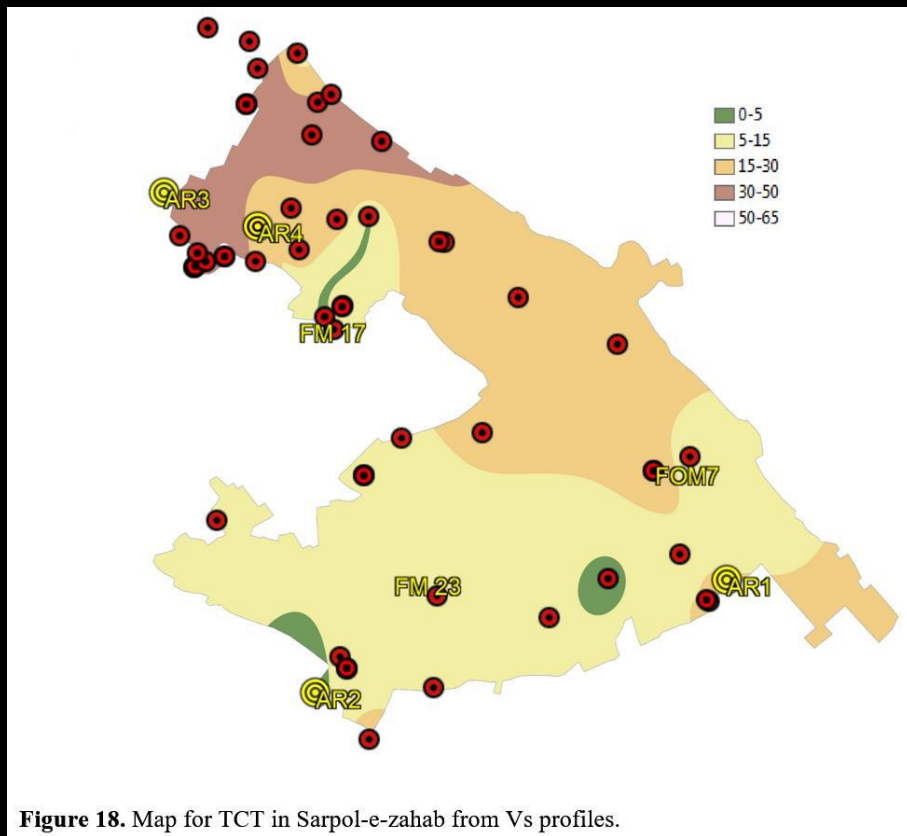 0-5
5-15
15-30
30-50
50-65
AR3
AR4
FM 17
FOM7
AR1
FM 23
AR2
Figure 18. Map for TCT in Sarpol-e-zahab from Vs profiles.